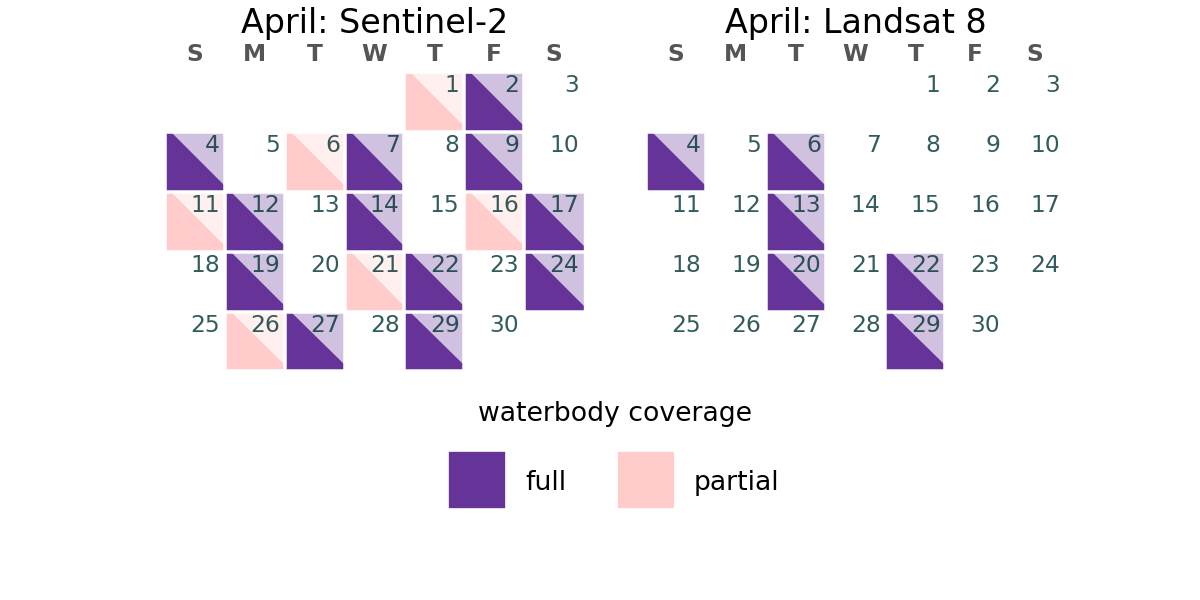 April: Sentinel-2
S M T W T F S
1 2 3
4 5 6 7 8 9 10
11 12 13 14 15 16 17
18 19 20 21 22 23 24
25 26 27 28 29 30
April: Landsat 8
S M T W T F S
1 2 3
4 5 6 7 8 9 10
11 12 13 14 15 16 17
18 19 20 21 22 23 24
25 26 27 28 29 30
waterbody coverage
full
partial